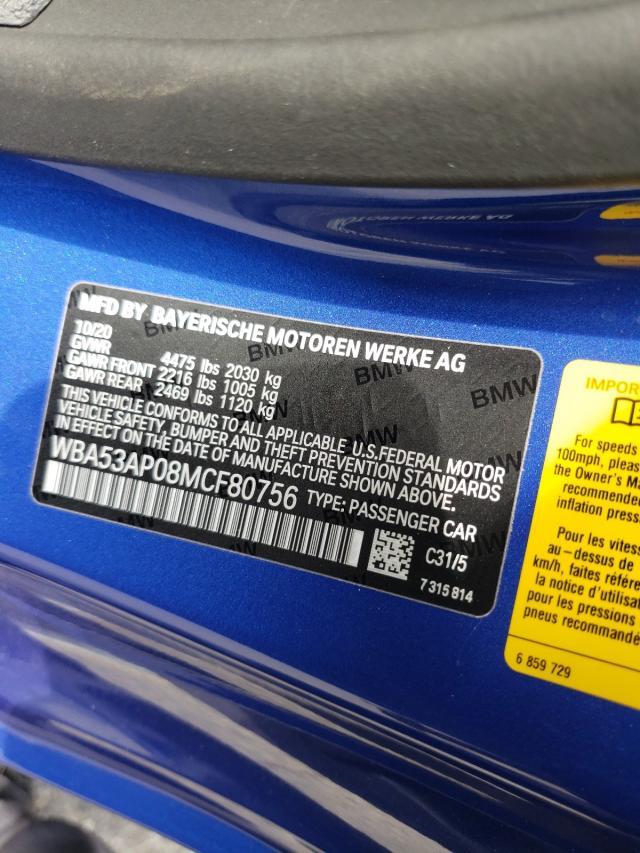 MFD BY BAYERISCHE MOTOREN WERKE AG
10/20
GVWR 4475 lbs 2030 kg
GAWR FRONT 2216 lbs 1005 kg
GAWR REAR 2469 lbs 1120 kg
THIS VEHICLE CONFORMS TO ALL APPLICABLE U.S.FEDERAL MOTOR
VEHICLE SAFETY, BUMPER AND THEFT PREVENTION STANDARDS
IN EFFECT ON THE DATE OF MANUFACTURE SHOWN ABOVE.
WBA53AP08MCF80756 TYPE: PASSENGER CAR
C31/5
7 315 814
BMW BMW BMW BMW BMW BMW
IMPOR
For speeds
100mph, pleas
the Owner's Ma
recommended
inflation press
Pour les vitess
au-dessus de
km/h, faites référe
la notice d'utilisat
pour les pressions
pneus recommandé
6 859 729